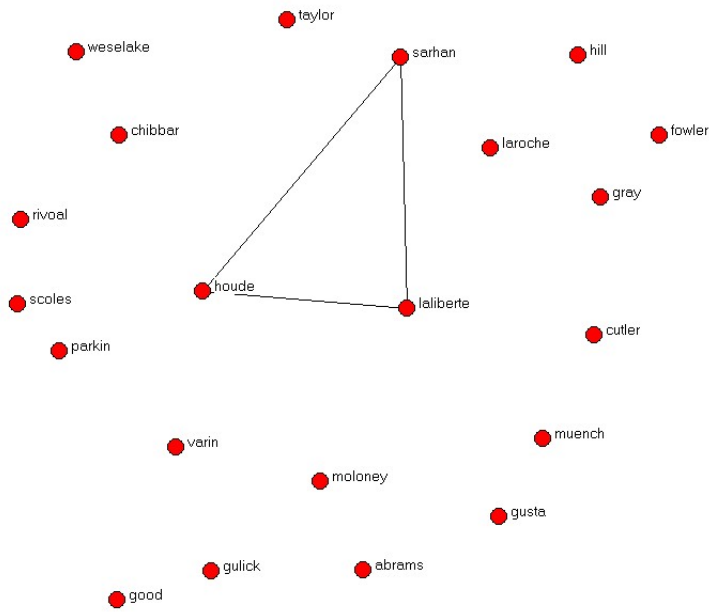 taylor
weselake
sarhan
hill
chibbar
fowler
laroche
gray
rivoal
houde
scoles
laliberte
cutler
parkin
muench
varin
moloney
gusta
gulick
abrams
good